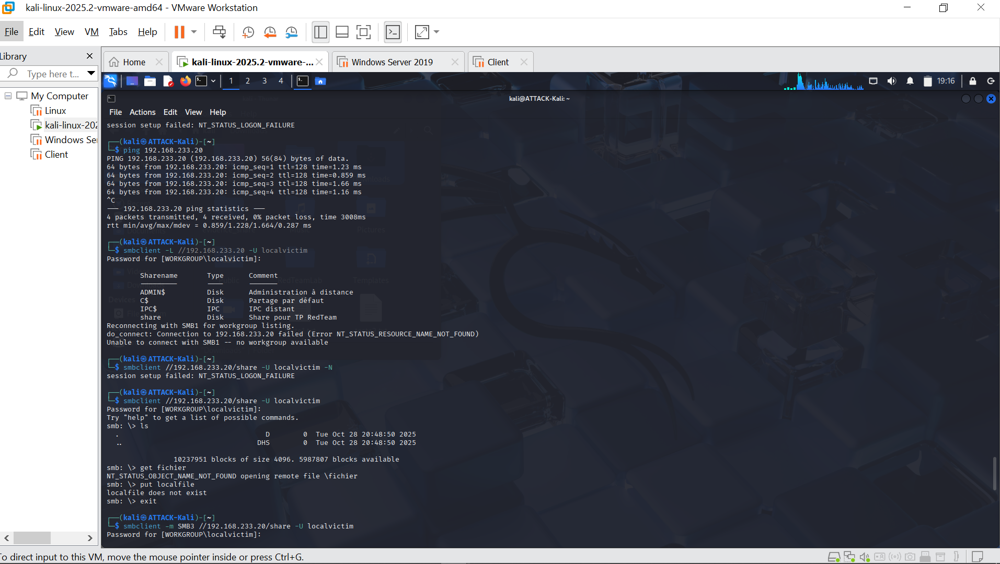 kali-linux-2025.2-vmware-amd64 - VMware Workstation
File Edit View VM Tabs Help
Library
Type here t...
My Computer
Linux
kali-linux-202
Windows Se
Client
Home
kali-linux-2025.2-vmware-...
Windows Server 2019
Client
1 2 3 4
19:16
kali@ATTACK-Kali: ~
File Actions Edit View Help
session setup failed: NT_STATUS_LOGON_FAILURE
┌──(kali㉿ATTACK-Kali)-[~]
└─$ ping 192.168.233.20
PING 192.168.233.20 (192.168.233.20) 56(84) bytes of data.
64 bytes from 192.168.233.20: icmp_seq=1 ttl=128 time=1.23 ms
64 bytes from 192.168.233.20: icmp_seq=2 ttl=128 time=0.859 ms
64 bytes from 192.168.233.20: icmp_seq=3 ttl=128 time=1.66 ms
64 bytes from 192.168.233.20: icmp_seq=4 ttl=128 time=1.16 ms
^C
--- 192.168.233.20 ping statistics ---
4 packets transmitted, 4 received, 0% packet loss, time 3008ms
rtt min/avg/max/mdev = 0.859/1.228/1.664/0.287 ms
┌──(kali㉿ATTACK-Kali)-[~]
└─$ smbclient -L //192.168.233.20 -U localvictim
Password for [WORKGROUP\localvictim]:
Sharename Type Comment
--------- ---- -------
ADMIN$ Disk Administration à distance
C$ Disk Partage par défaut
IPC$ IPC IPC distant
share Disk Share pour TP RedTeam
Reconnecting with SMB1 for workgroup listing.
do_connect: Connection to 192.168.233.20 failed (Error NT_STATUS_RESOURCE_NAME_NOT_FOUND)
Unable to connect with SMB1 -- no workgroup available
┌──(kali㉿ATTACK-Kali)-[~]
└─$ smbclient //192.168.233.20/share -U localvictim -N
session setup failed: NT_STATUS_LOGON_FAILURE
┌──(kali㉿ATTACK-Kali)-[~]
└─$ smbclient //192.168.233.20/share -U localvictim
Password for [WORKGROUP\localvictim]:
Try "help" to get a list of possible commands.
smb: \> ls
. D 0 Tue Oct 28 20:48:50 2025
.. DHS 0 Tue Oct 28 20:48:50 2025
10237951 blocks of size 4096. 5987807 blocks available
smb: \> get fichier
NT_STATUS_OBJECT_NAME_NOT_FOUND opening remote file \fichier
smb: \> put localfile
localfile does not exist
smb: \> exit
┌──(kali㉿ATTACK-Kali)-[~]
└─$ smbclient -m SMB3 //192.168.233.20/share -U localvictim
Password for [WORKGROUP\localvictim]:
To direct input to this VM, move the mouse pointer inside or press Ctrl+G.